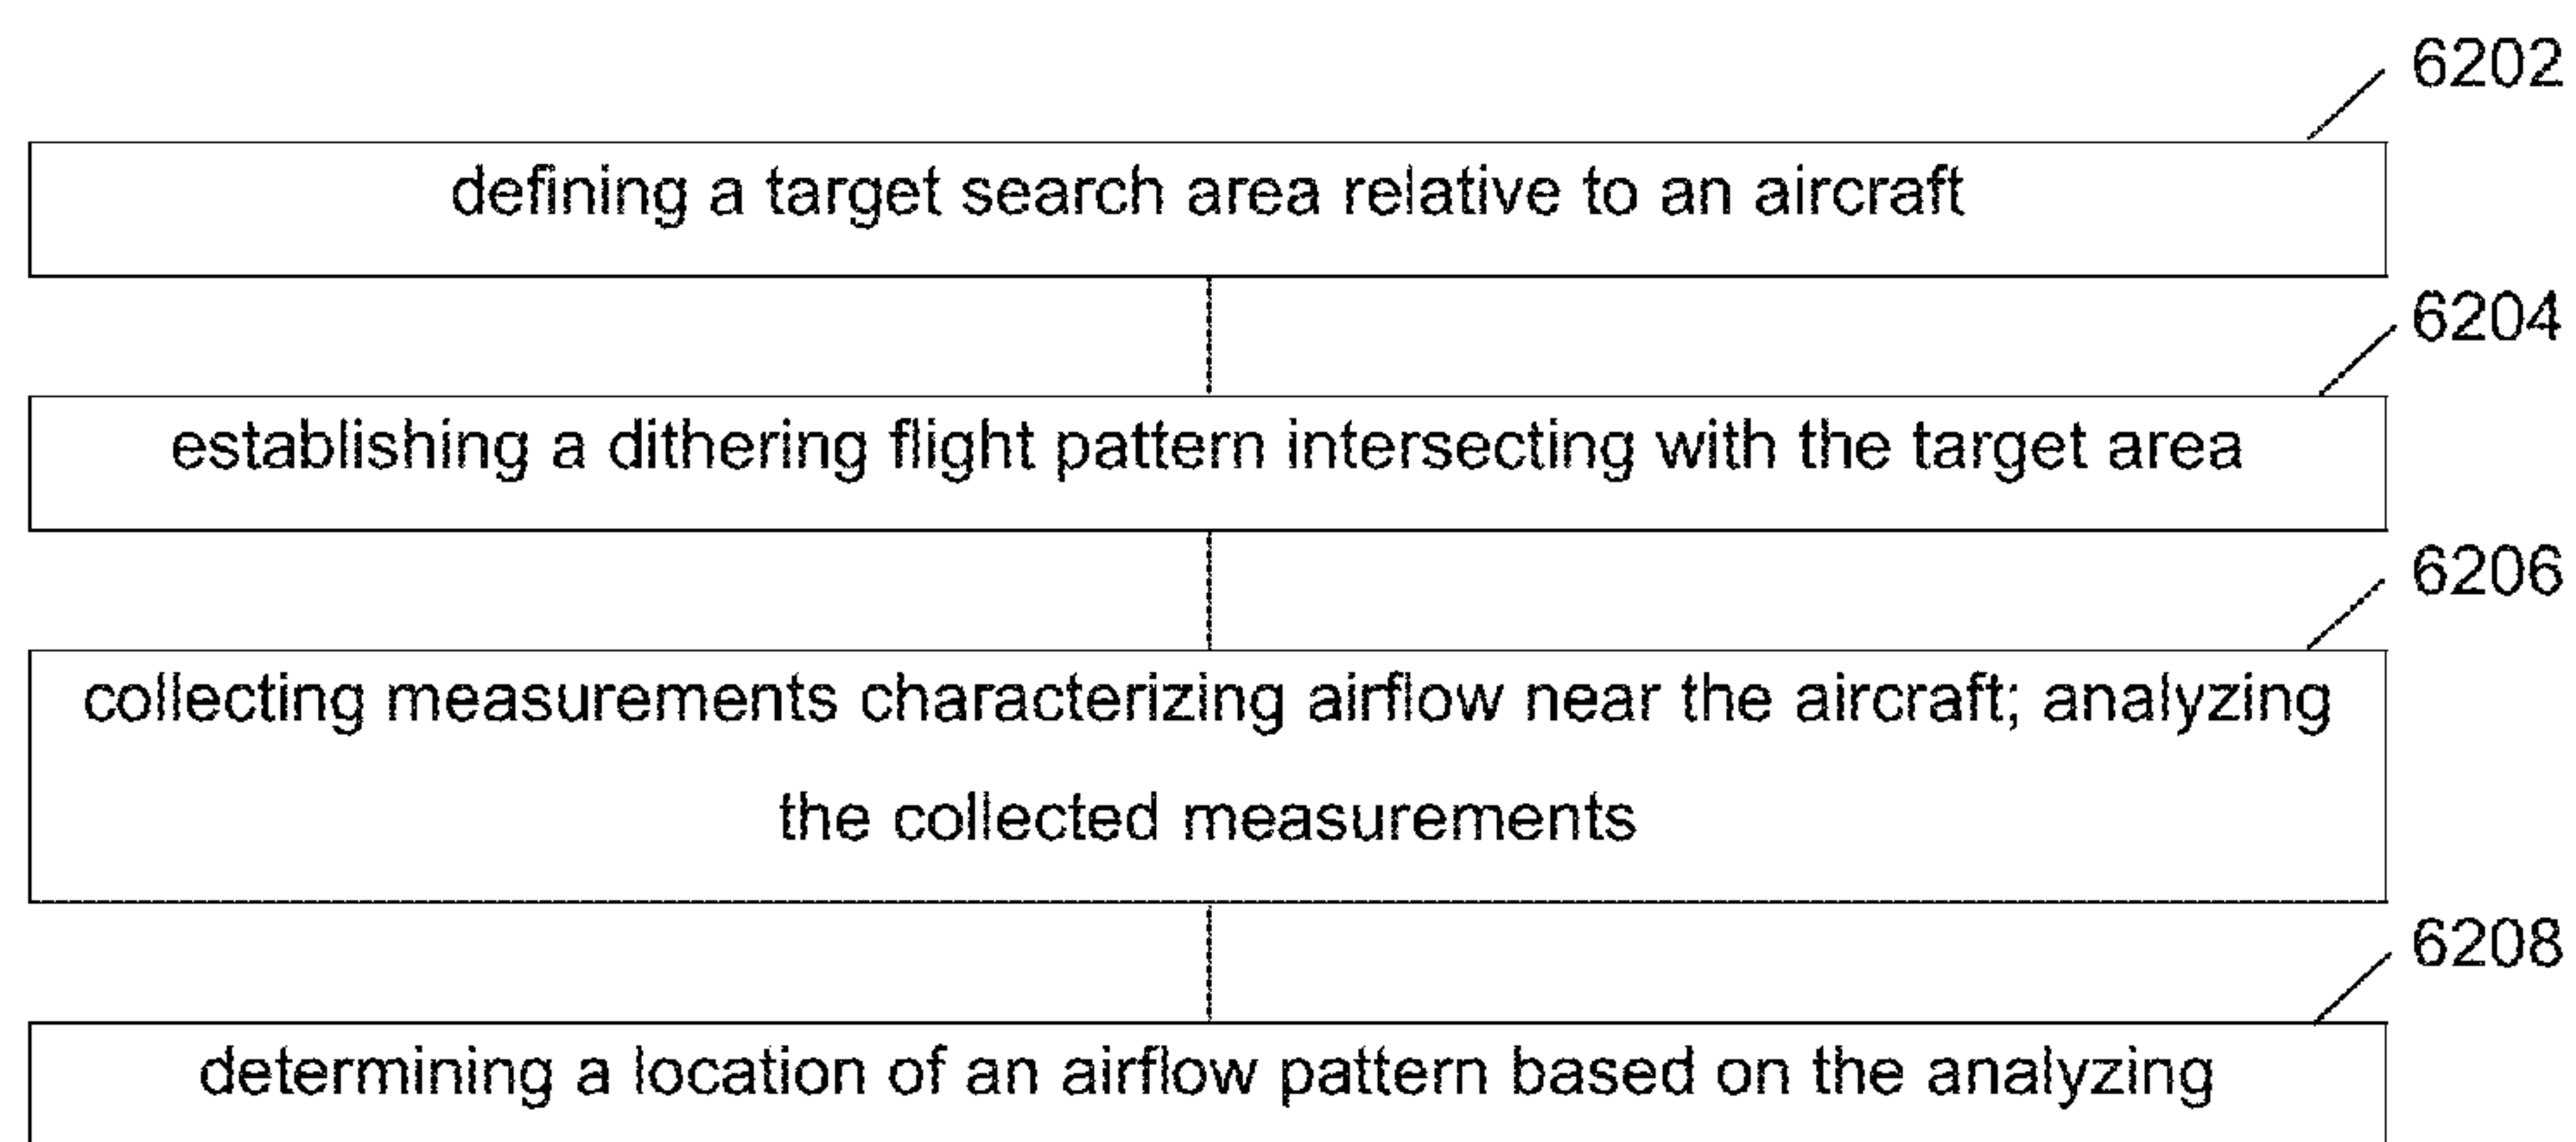 6202
defining a target search area relative to an aircraft
6204
establishing a dithering flight pattern intersecting with the target area
6206
collecting measurements characterizing airflow near the aircraft; analyzing
the collected measurements
6208
determining a location of an airflow pattern based on the analyzing